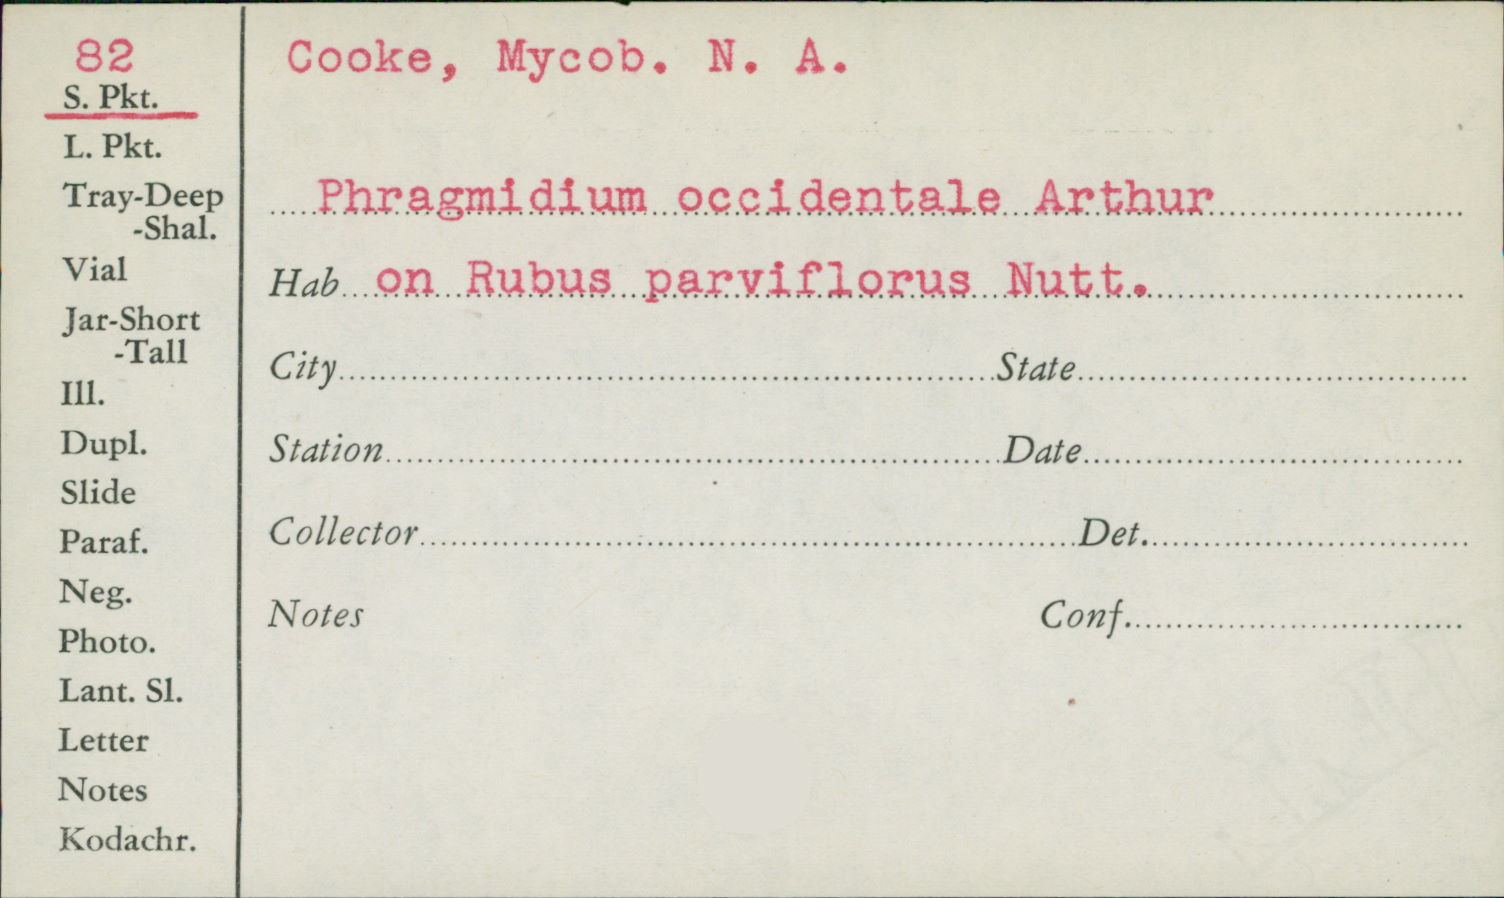 82
S. Pkt.
L. Pkt.
Tray-Deep
-Shal.
Vial
Jar-Short
-Tall
Ill.
Dupl.
Slide
Paraf.
Neg.
Photo.
Lant. Sl.
Letter
Notes
Kodachr.
Cooke, Mycob. N. A.
Phragmidium occidentale Arthur
Hab on Rubus parviflorus Nutt.
City State
Station Date
Collector Det.
Notes Conf.